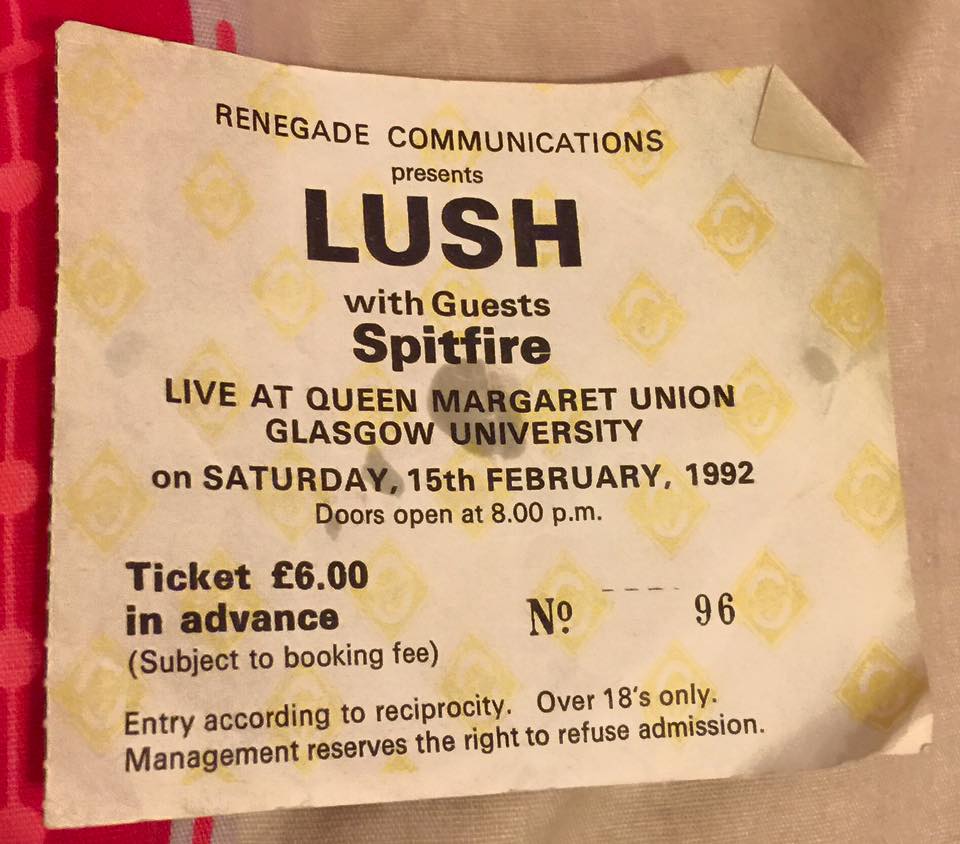 RENEGADE COMMUNICATIONS
presents
LUSH
with Guests
Spitfire
LIVE AT QUEEN MARGARET UNION
GLASGOW UNIVERSITY
on SATURDAY, 15th FEBRUARY, 1992
Doors open at 8.00 p.m.
Ticket £6.00
in advance
(Subject to booking fee)
Nº 96
Entry according to reciprocity. Over 18's only.
Management reserves the right to refuse admission.